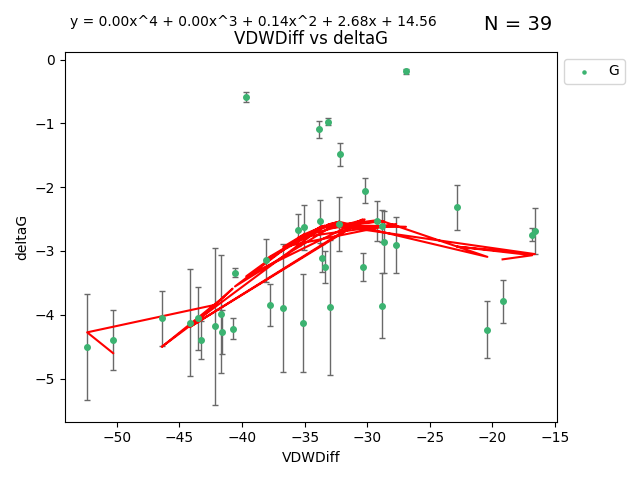 y = 0.00x^4 + 0.00x^3 + 0.14x^2 + 2.68x + 14.56
N = 39
VDWDiff vs deltaG
G
0
−1
−2
−3
−4
−5
deltaG
−50 −45 −40 −35 −30 −25 −20 −15
VDWDiff